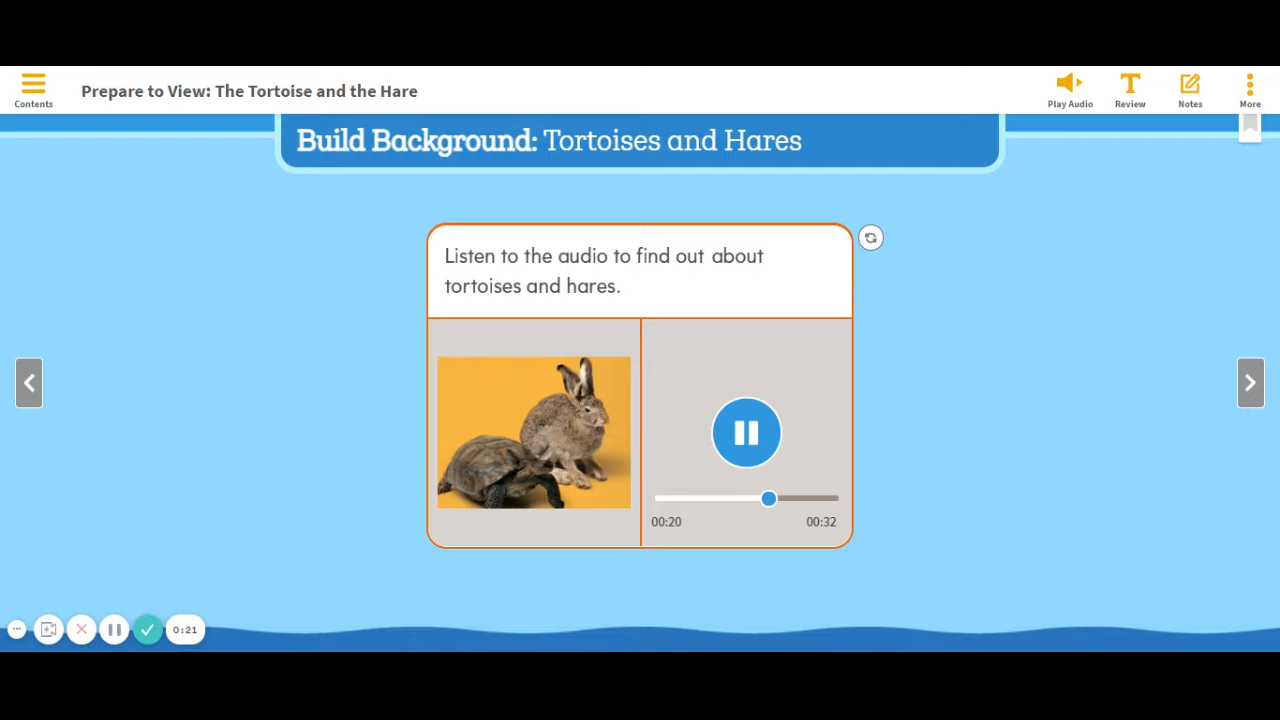 Contents
Prepare to View: The Tortoise and the Hare
Play Audio
Review
Notes
More
Build Background: Tortoises and Hares
Listen to the audio to find out about
tortoises and hares.
00:20
00:32
0:21